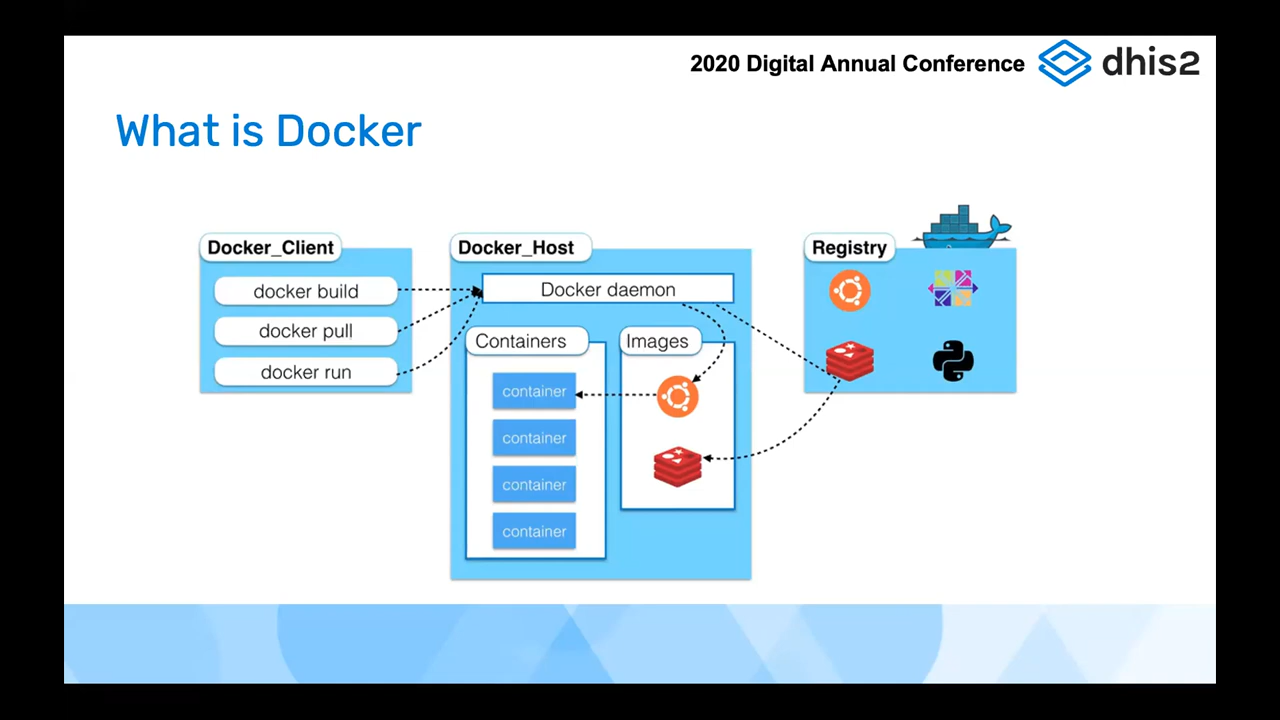 2020 Digital Annual Conference
dhis2
What is Docker
Docker_Client
docker build
docker pull
docker run
Docker_Host
Docker daemon
Containers
container
container
container
container
Images
Registry